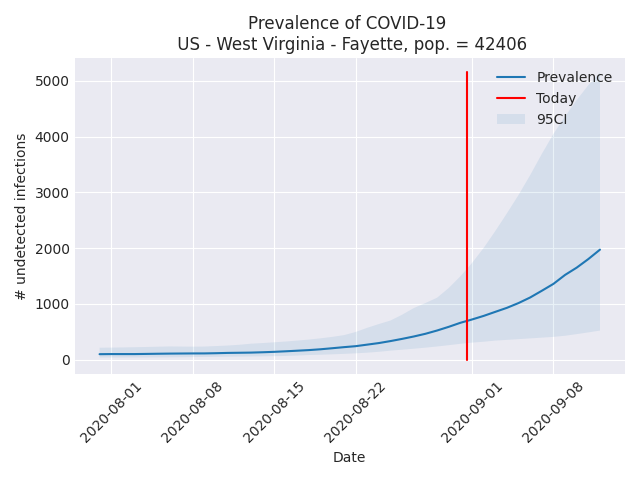 Prevalence of COVID-19
US - West Virginia - Fayette, pop. = 42406
Prevalence
Today
95CI
# undetected infections
5000
4000
3000
2000
1000
0
2020-08-01
2020-08-08
2020-08-15
2020-08-22
2020-09-01
2020-09-08
Date